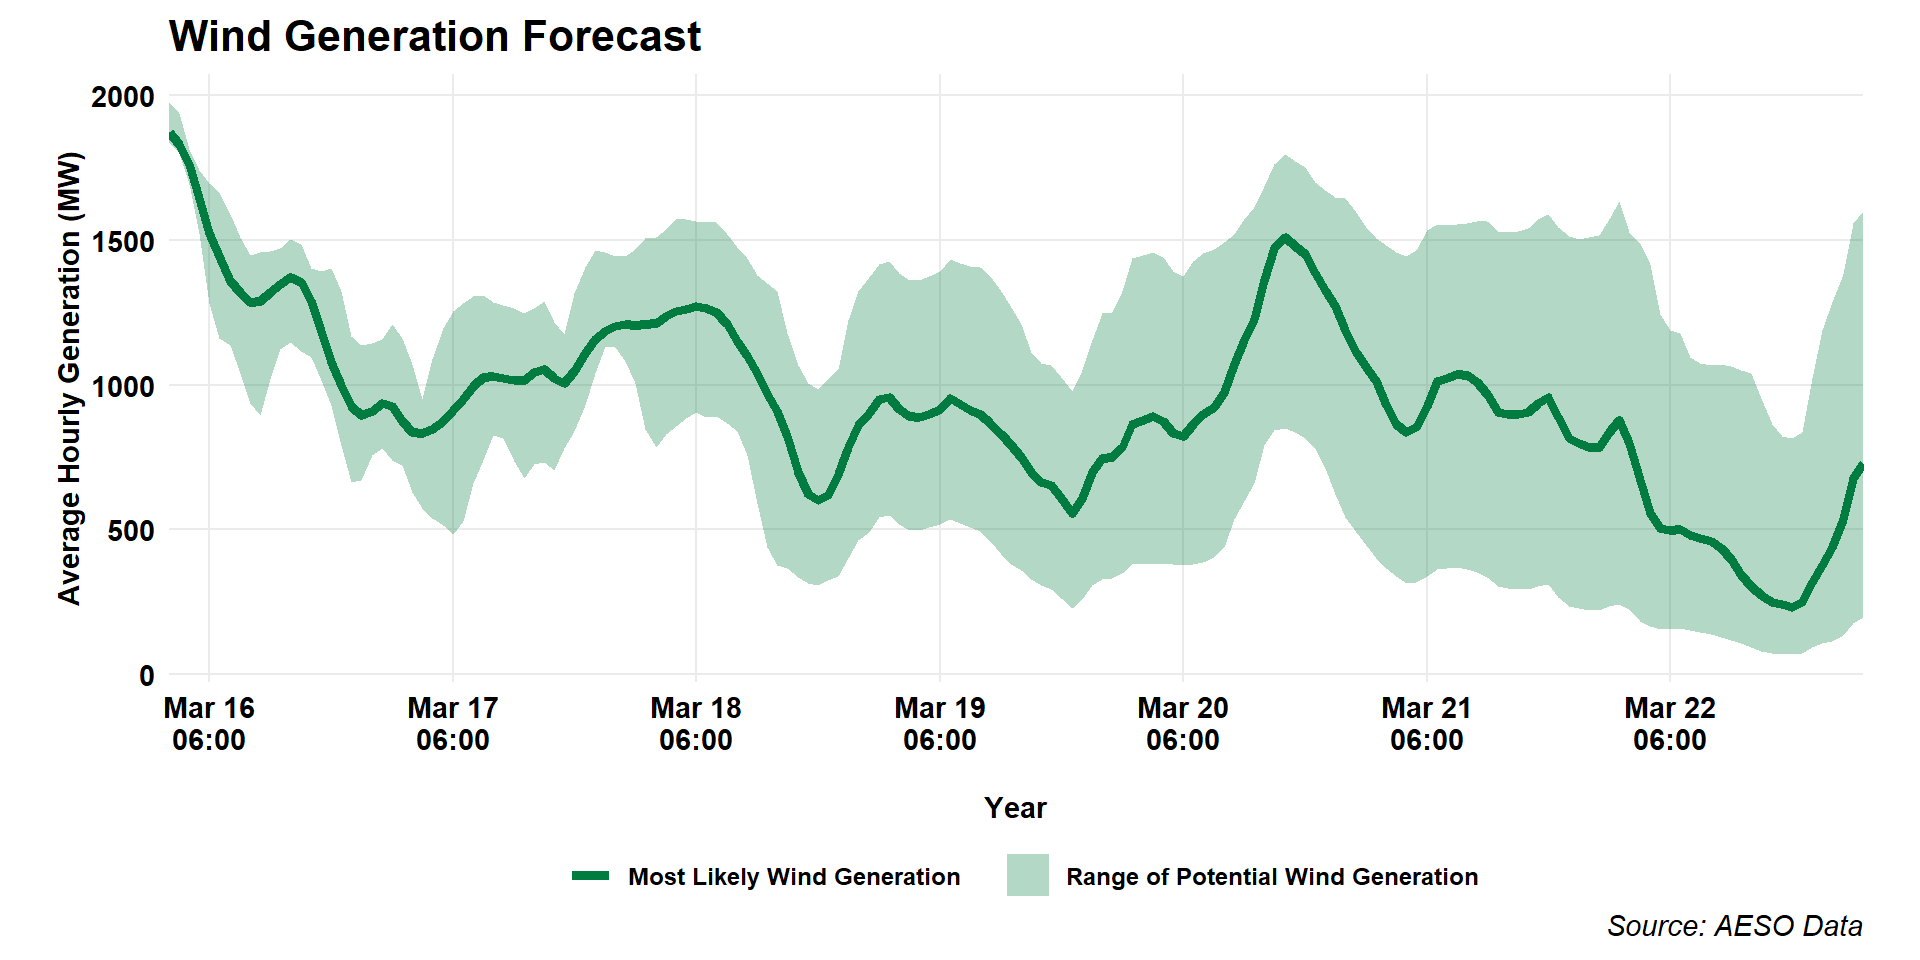 Wind Generation Forecast
Average Hourly Generation (MW)
2000
1500
1000
500
0
Mar 16
06:00
Mar 17
06:00
Mar 18
06:00
Mar 19
06:00
Mar 20
06:00
Mar 21
06:00
Mar 22
06:00
Year
Most Likely Wind Generation
Range of Potential Wind Generation
Source: AESO Data